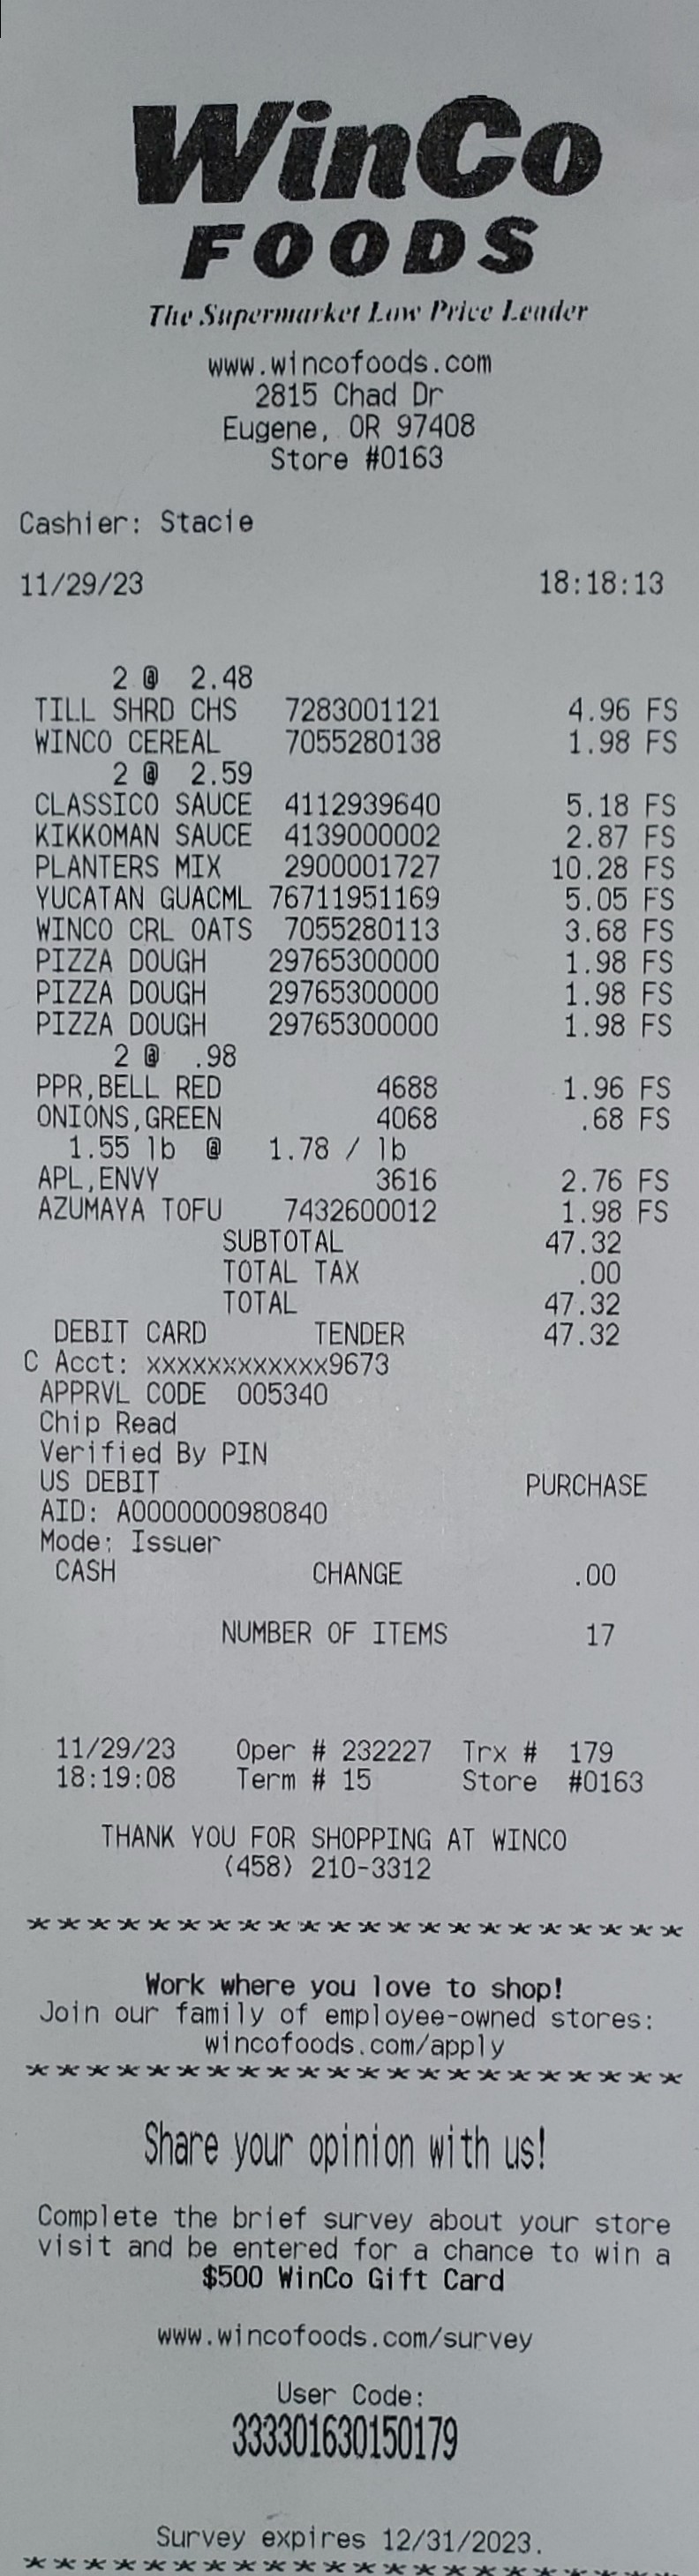 WinCo
FOODS
The Supermarket Low Price Leader
www.wincofoods.com
2815 Chad Dr
Eugene, OR 97408
Store #0163
Cashier: Stacie
11/29/23 18:18:13
2 @ 2.48
TILL SHRD CHS 7283001121 4.96 FS
WINCO CEREAL 7055280138 1.98 FS
2 @ 2.59
CLASSICO SAUCE 4112939640 5.18 FS
KIKKOMAN SAUCE 4139000002 2.87 FS
PLANTERS MIX 2900001727 10.28 FS
YUCATAN GUACML 76711951169 5.05 FS
WINCO CRL OATS 7055280113 3.68 FS
PIZZA DOUGH 29765300000 1.98 FS
PIZZA DOUGH 29765300000 1.98 FS
PIZZA DOUGH 29765300000 1.98 FS
2 @ .98
PPR,BELL RED 4688 1.96 FS
ONIONS,GREEN 4068 .68 FS
1.55 lb @ 1.78 / lb
APL,ENVY 3616 2.76 FS
AZUMAYA TOFU 7432600012 1.98 FS
SUBTOTAL 47.32
TOTAL TAX .00
TOTAL 47.32
DEBIT CARD TENDER 47.32
C Acct: xxxxxxxxxxxx9673
APPRVL CODE 005340
Chip Read
Verified By PIN
US DEBIT PURCHASE
AID: A0000000980840
Mode: Issuer
CASH CHANGE .00
NUMBER OF ITEMS 17
11/29/23 Oper # 232227 Trx # 179
18:19:08 Term # 15 Store #0163
THANK YOU FOR SHOPPING AT WINCO
(458) 210-3312
**********************
Work where you love to shop!
Join our family of employee-owned stores:
wincofoods.com/apply
**********************
Share your opinion with us!
Complete the brief survey about your store
visit and be entered for a chance to win a
$500 WinCo Gift Card
www.wincofoods.com/survey
User Code:
333301630150179
Survey expires 12/31/2023.
**********************